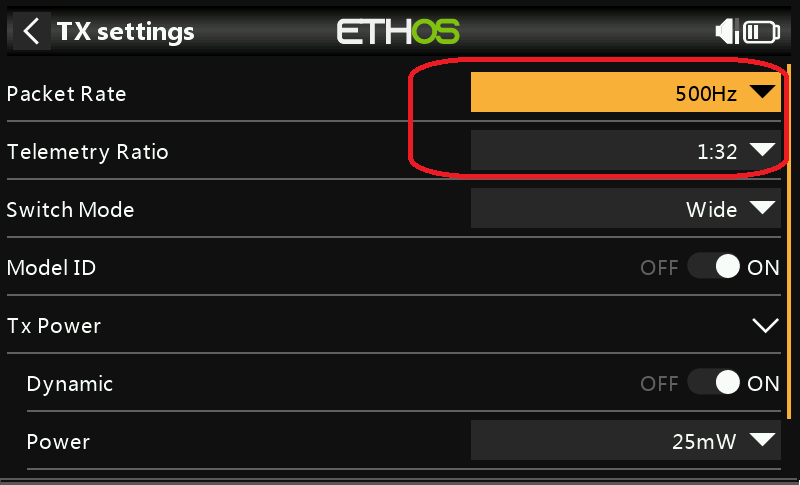 TX settings
ETHOS
Packet Rate
500Hz
Telemetry Ratio
1:32
Switch Mode
Wide
Model ID
OFF ON
Tx Power
Dynamic
OFF ON
Power
25mW